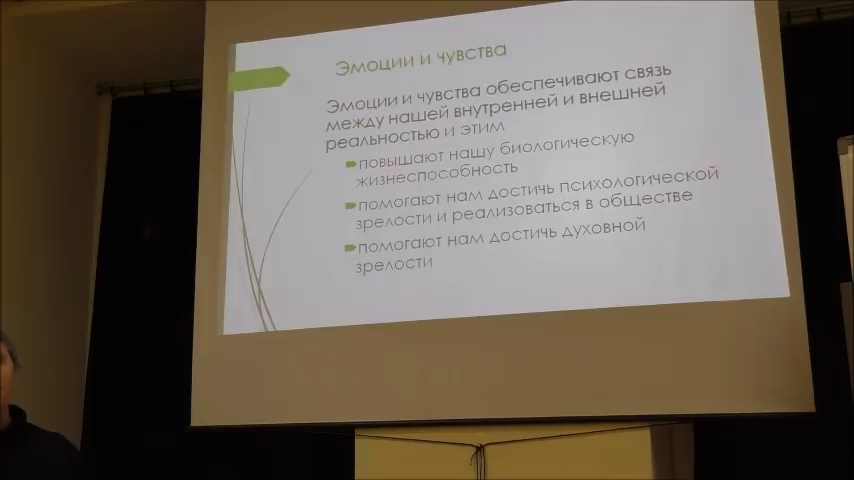 Эмоции и чувства
Эмоции и чувства обеспечивают связь
между нашей внутренней и внешней
реальностью и этим
повышают нашу биологическую
жизнеспособность
помогают нам достичь психологической
зрелости и реализоваться в обществе
помогают нам достичь духовной
зрелости